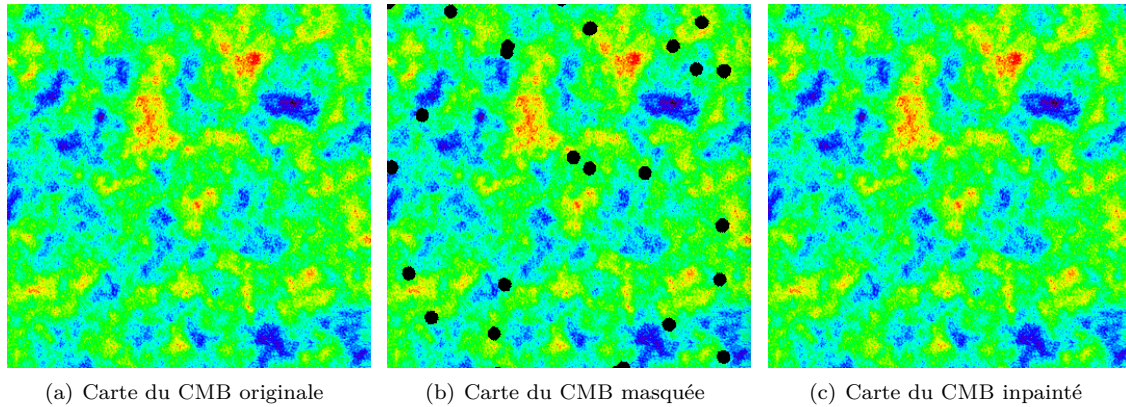 (a) Carte du CMB originale
(b) Carte du CMB masquée
(c) Carte du CMB inpainté